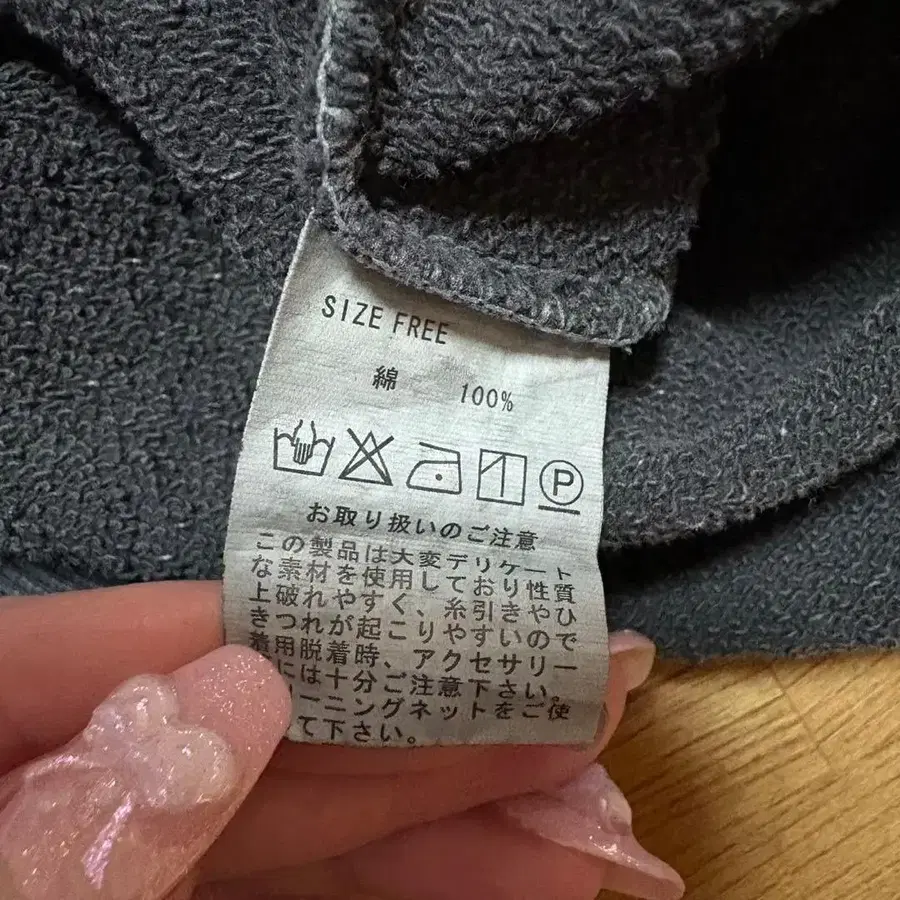 SIZE FREE
綿 100%
P
お取り扱いのご注意
この製品は大変デリケート
な素材を使用しており性質
上破れやすく、糸引きやひ
きつれが起こりやすいので
着用脱着時、アクセサリー
には十分ご注意下さい。
ーニングネットをご使
て下さい。